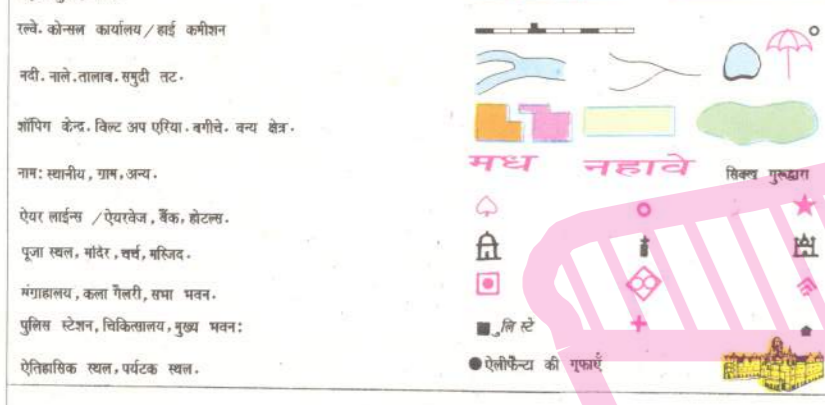 रल्वे. कोन्सल कार्यालय / हाई कमीशन
नदी. नाले. तालाब. समुद्री तट.
शॉपिंग केन्द्र. विल्ट अप एरिया. बगीचे. वन्य क्षेत्र.
मध नहावे
नाम: स्थानीय, ग्राम, अन्य. सिक्ख गुरूद्वारा
ऐयर लाईन्स / ऐयरवेज, बैंक, होटल्स.
पूजा स्थल, मंदिर, चर्च, मस्जिद.
संग्रहालय, कला गैलरी, सभा भवन.
पुलिस स्टेशन, चिकित्सालय, मुख्य भवन: पुलि स्टे
ऐतिहासिक स्थल, पर्यटक स्थल. ऐलीफैन्टा की गुफाएँ